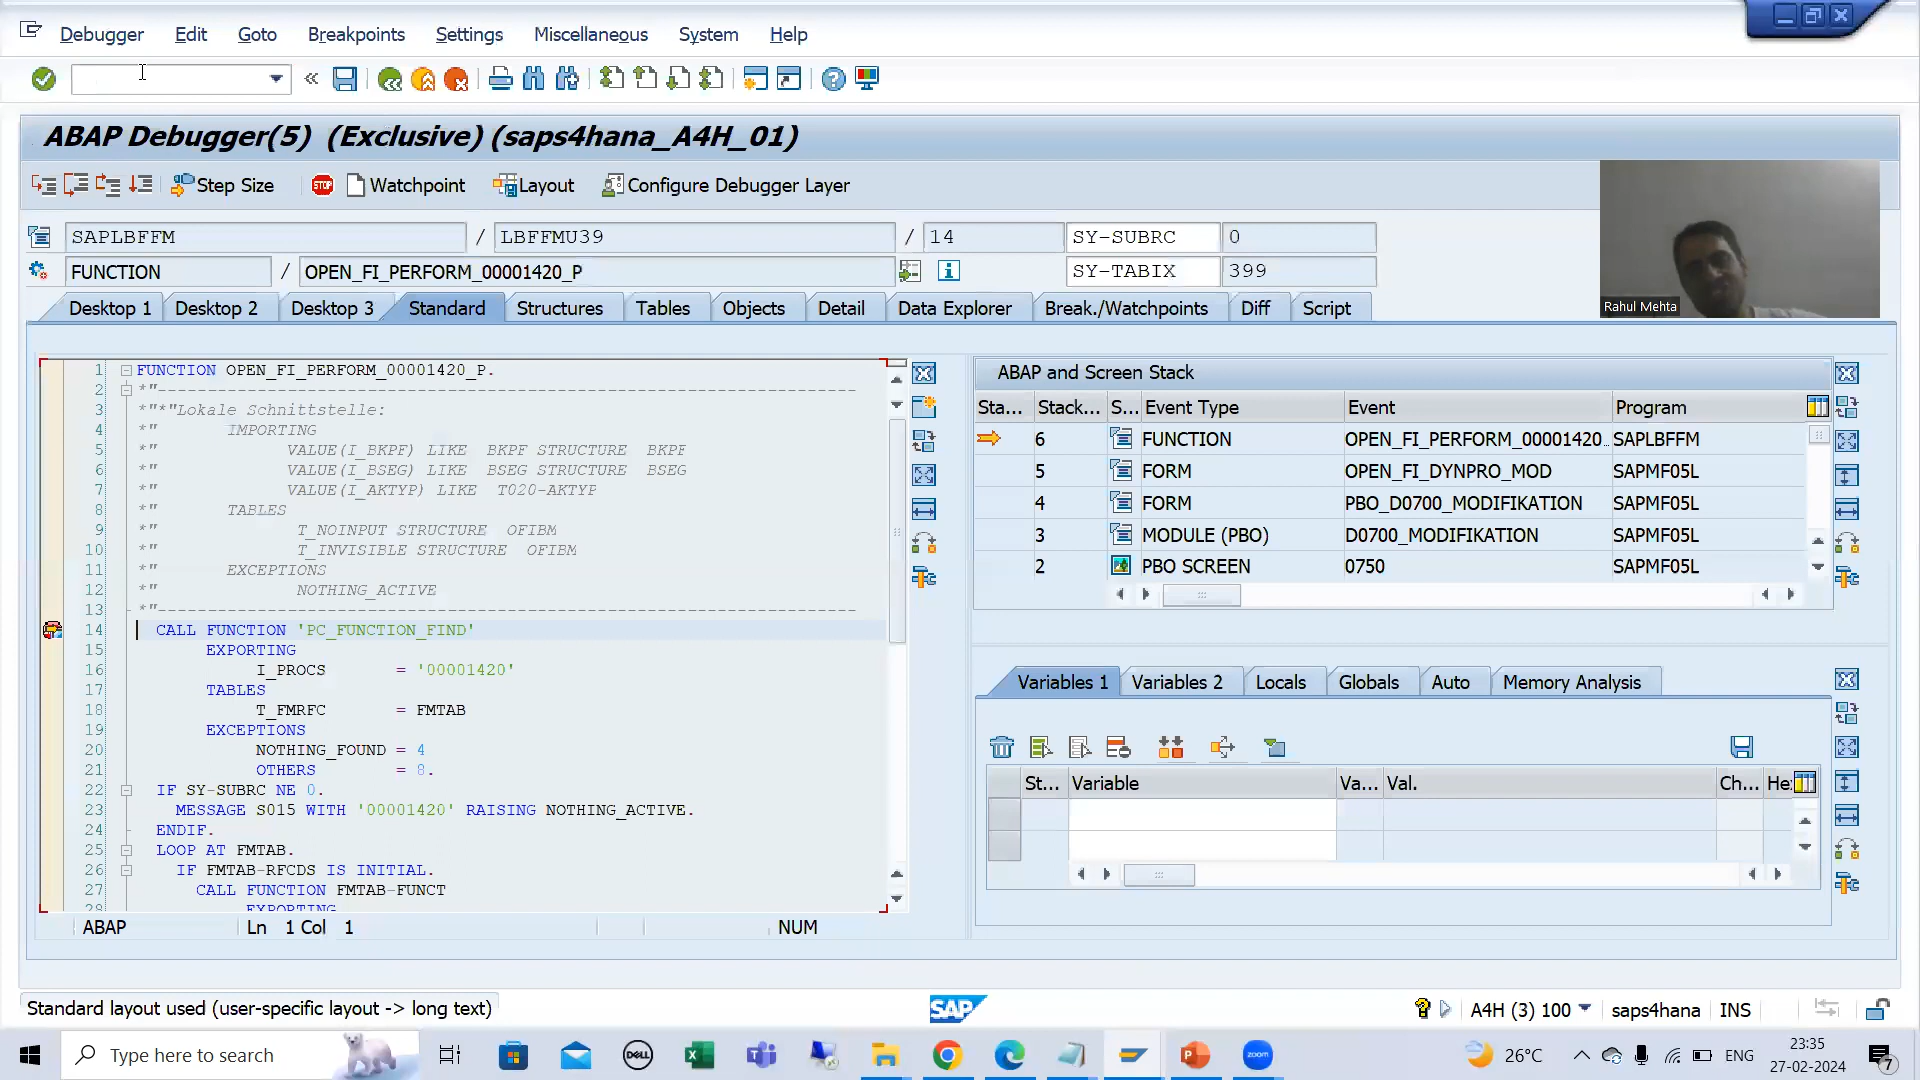 Debugger Edit Goto Breakpoints Settings Miscellaneous System Help
ABAP Debugger(5) (Exclusive) (saps4hana_A4H_01)
Step Size Watchpoint Layout Configure Debugger Layer
STOP
SAPLBFFM / LBFFMU39 / 14 SY-SUBRC 0
FUNCTION / OPEN_FI_PERFORM_00001420_P SY-TABIX 399
Rahul Mehta
Desktop 1 Desktop 2 Desktop 3 Standard Structures Tables Objects Detail Data Explorer Break./Watchpoints Diff Script
1 FUNCTION OPEN_FI_PERFORM_00001420_P.
2 *"----------------------------------------------------------------------
3 *"*"Lokale Schnittstelle:
4 *" IMPORTING
5 *" VALUE(I_BKPF) LIKE BKPF STRUCTURE BKPF
6 *" VALUE(I_BSEG) LIKE BSEG STRUCTURE BSEG
7 *" VALUE(I_AKTYP) LIKE T020-AKTYP
8 *" TABLES
9 *" T_NOINPUT STRUCTURE OFIBM
10 *" T_INVISIBLE STRUCTURE OFIBM
11 *" EXCEPTIONS
12 *" NOTHING_ACTIVE
13 *"----------------------------------------------------------------------
14 CALL FUNCTION 'PC_FUNCTION_FIND'
15 EXPORTING
16 I_PROCS = '00001420'
17 TABLES
18 T_FMRFC = FMTAB
19 EXCEPTIONS
20 NOTHING_FOUND = 4
21 OTHERS = 8.
22 IF SY-SUBRC NE 0.
23 MESSAGE S015 WITH '00001420' RAISING NOTHING_ACTIVE.
24 ENDIF.
25 LOOP AT FMTAB.
26 IF FMTAB-RFCDS IS INITIAL.
27 CALL FUNCTION FMTAB-FUNCT
28 EXPORTING
ABAP Ln 1 Col 1 NUM
ABAP and Screen Stack
Sta... Stack... S... Event Type Event Program
6 FUNCTION OPEN_FI_PERFORM_00001420... SAPLBFFM
5 FORM OPEN_FI_DYNPRO_MOD SAPMF05L
4 FORM PBO_D0700_MODIFIKATION SAPMF05L
3 MODULE (PBO) D0700_MODIFIKATION SAPMF05L
2 PBO SCREEN 0750 SAPMF05L
Variables 1 Variables 2 Locals Globals Auto Memory Analysis
St... Variable Va... Val. Ch... He
Standard layout used (user-specific layout -> long text) SAP A4H (3) 100 saps4hana INS
Type here to search DELL zoom 26°C ENG 23:35
27-02-2024 7